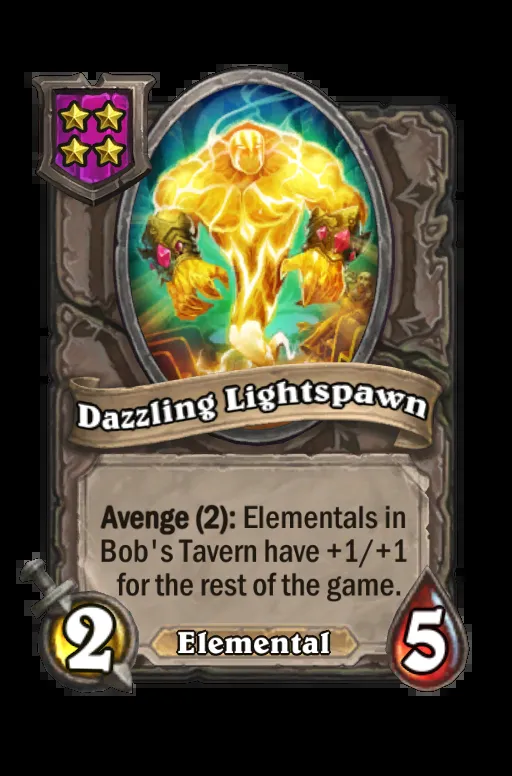 Dazzling Lightspawn
Avenge (2): Elementals in
Bob's Tavern have +1/+1
for the rest of the game.
2
Elemental
5